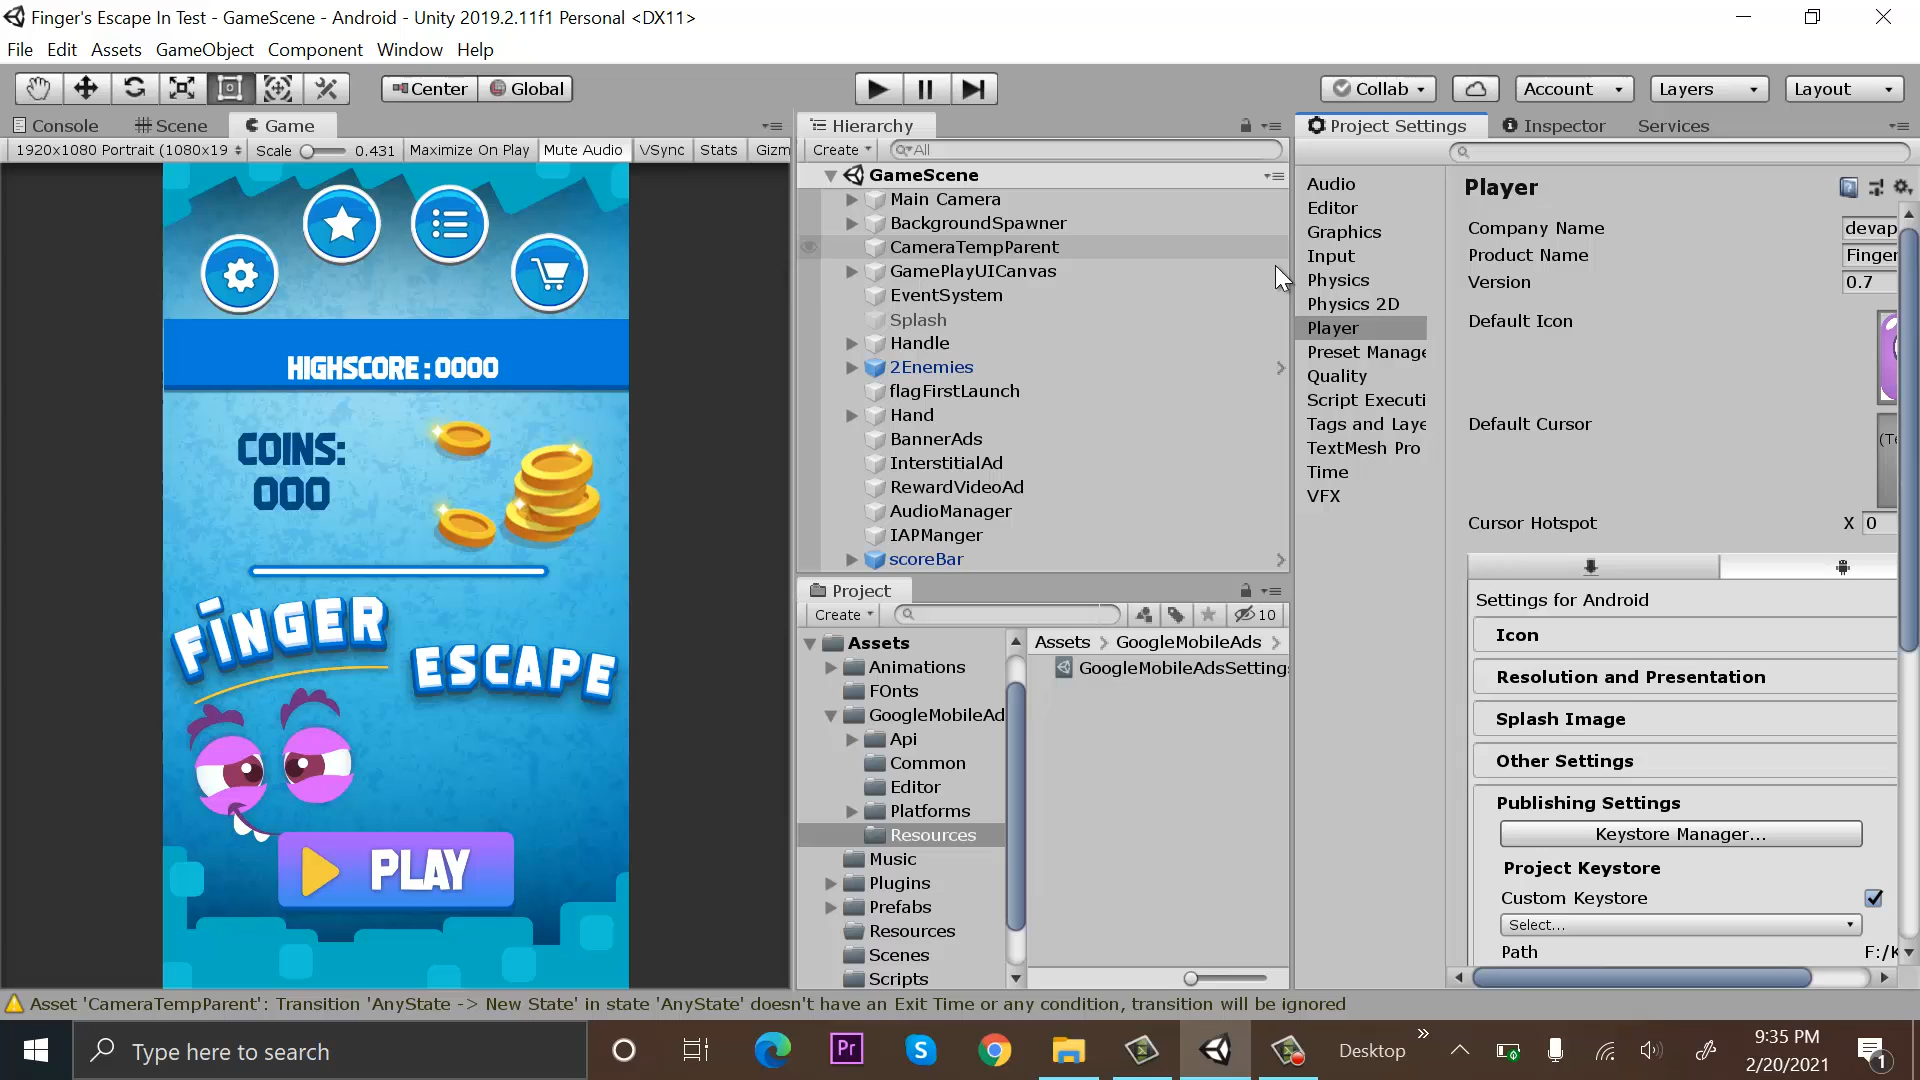 Finger's Escape In Test - GameScene - Android - Unity 2019.2.11f1 Personal <DX11>
File Edit Assets GameObject Component Window Help
Center Global Collab Account Layers Layout
Console Scene Game
1920x1080 Portrait (1080x19 Scale 0.431 Maximize On Play Mute Audio VSync Stats Gizm
HIGHSCORE : 0000
COINS:
000
FINGER
ESCAPE
PLAY
Hierarchy
Create All
GameScene
Main Camera
BackgroundSpawner
CameraTempParent
GamePlayUICanvas
EventSystem
Splash
Handle
2Enemies
flagFirstLaunch
Hand
BannerAds
InterstitialAd
RewardVideoAd
AudioManager
IAPManger
scoreBar
Project
Create 10
Assets
Animations
FOnts
GoogleMobileAd
Api
Common
Editor
Platforms
Resources
Music
Plugins
Prefabs
Resources
Scenes
Scripts
Assets GoogleMobileAds
GoogleMobileAdsSetting
Project Settings Inspector Services
Audio
Editor
Graphics
Input
Physics
Physics 2D
Player
Preset Manage
Quality
Script Executi
Tags and Laye
TextMesh Pro
Time
VFX
Player
Company Name devap
Product Name Finger
Version 0.7
Default Icon
Default Cursor (Te
Cursor Hotspot X 0
Settings for Android
Icon
Resolution and Presentation
Splash Image
Other Settings
Publishing Settings
Keystore Manager...
Project Keystore
Custom Keystore
Select...
Path F:/K
Asset 'CameraTempParent': Transition 'AnyState -> New State' in state 'AnyState' doesn't have an Exit Time or any condition, transition will be ignored
Type here to search
Pr
S
Desktop
9:35 PM
2/20/2021
1